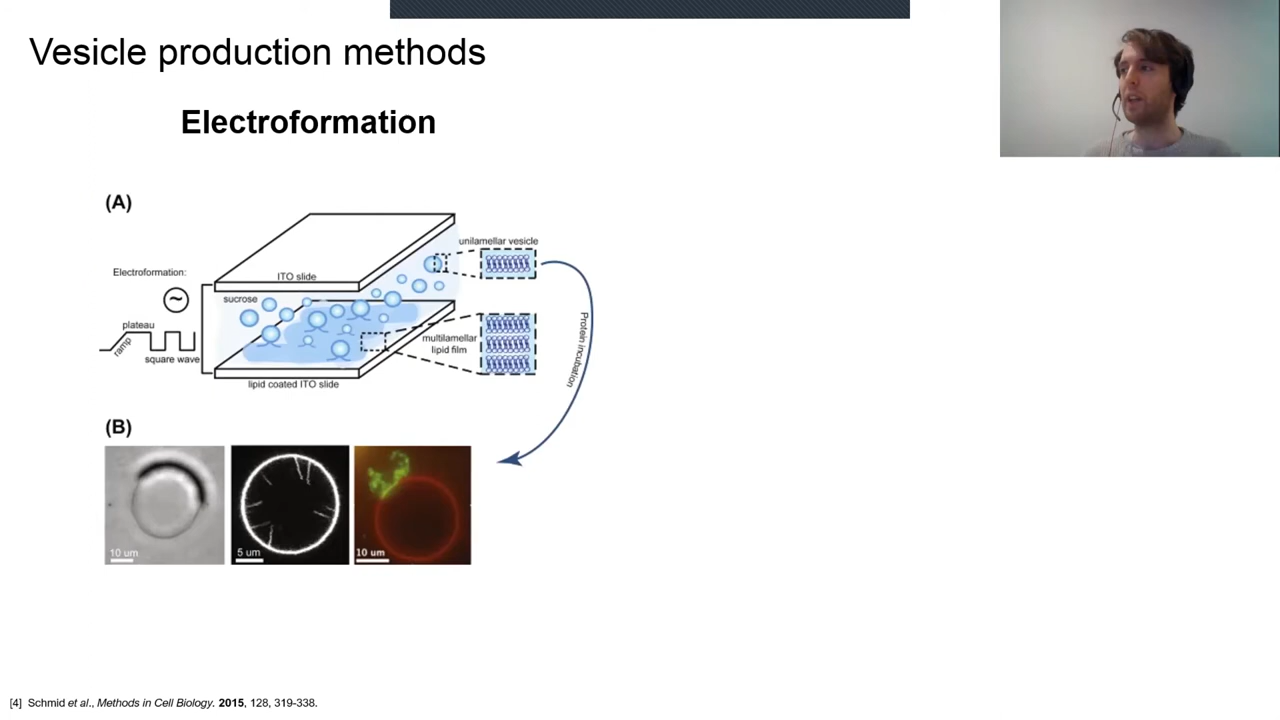 Vesicle production methods
Electroformation
(A)
unilamellar vesicle
ITO slide
Electroformation:
sucrose
~
plateau
ramp
square wave
multilamellar
lipid film
Protein incubation
lipid coated ITO slide
(B)
10 um
5 um
10 um
[4] Schmid et al., Methods in Cell Biology. 2015, 128, 319-338.